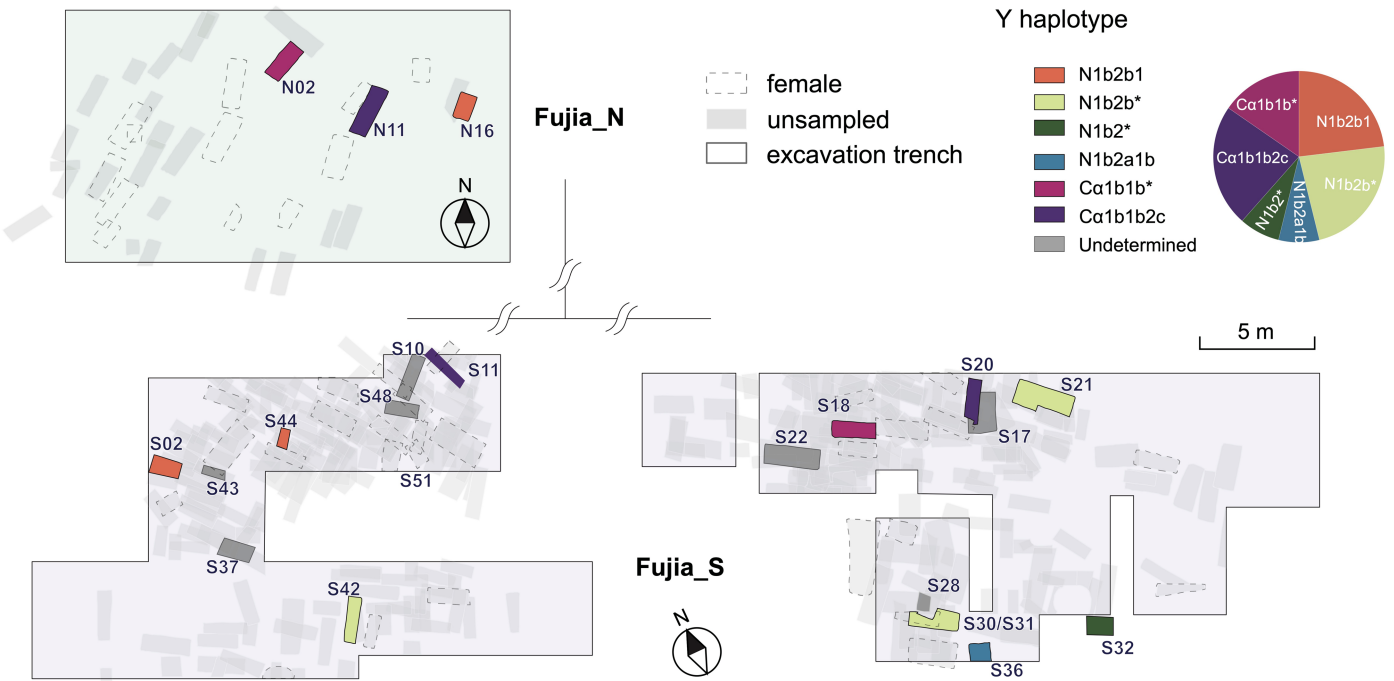 Y haplotype
N1b2b1
N1b2b*
N1b2*
N1b2a1b
Cα1b1b*
Cα1b1b2c
Undetermined
Cα1b1b*
N1b2b1
Cα1b1b2c
N1b2b*
N1b2*
N1b2a1b
female
unsampled
excavation trench
N02
N11
N16
Fujia_N
N
5 m
S10
S11
S48
S44
S02
S43
S51
S37
S42
S20
S21
S18
S17
S22
Fujia_S
N
S28
S30/S31
S32
S36